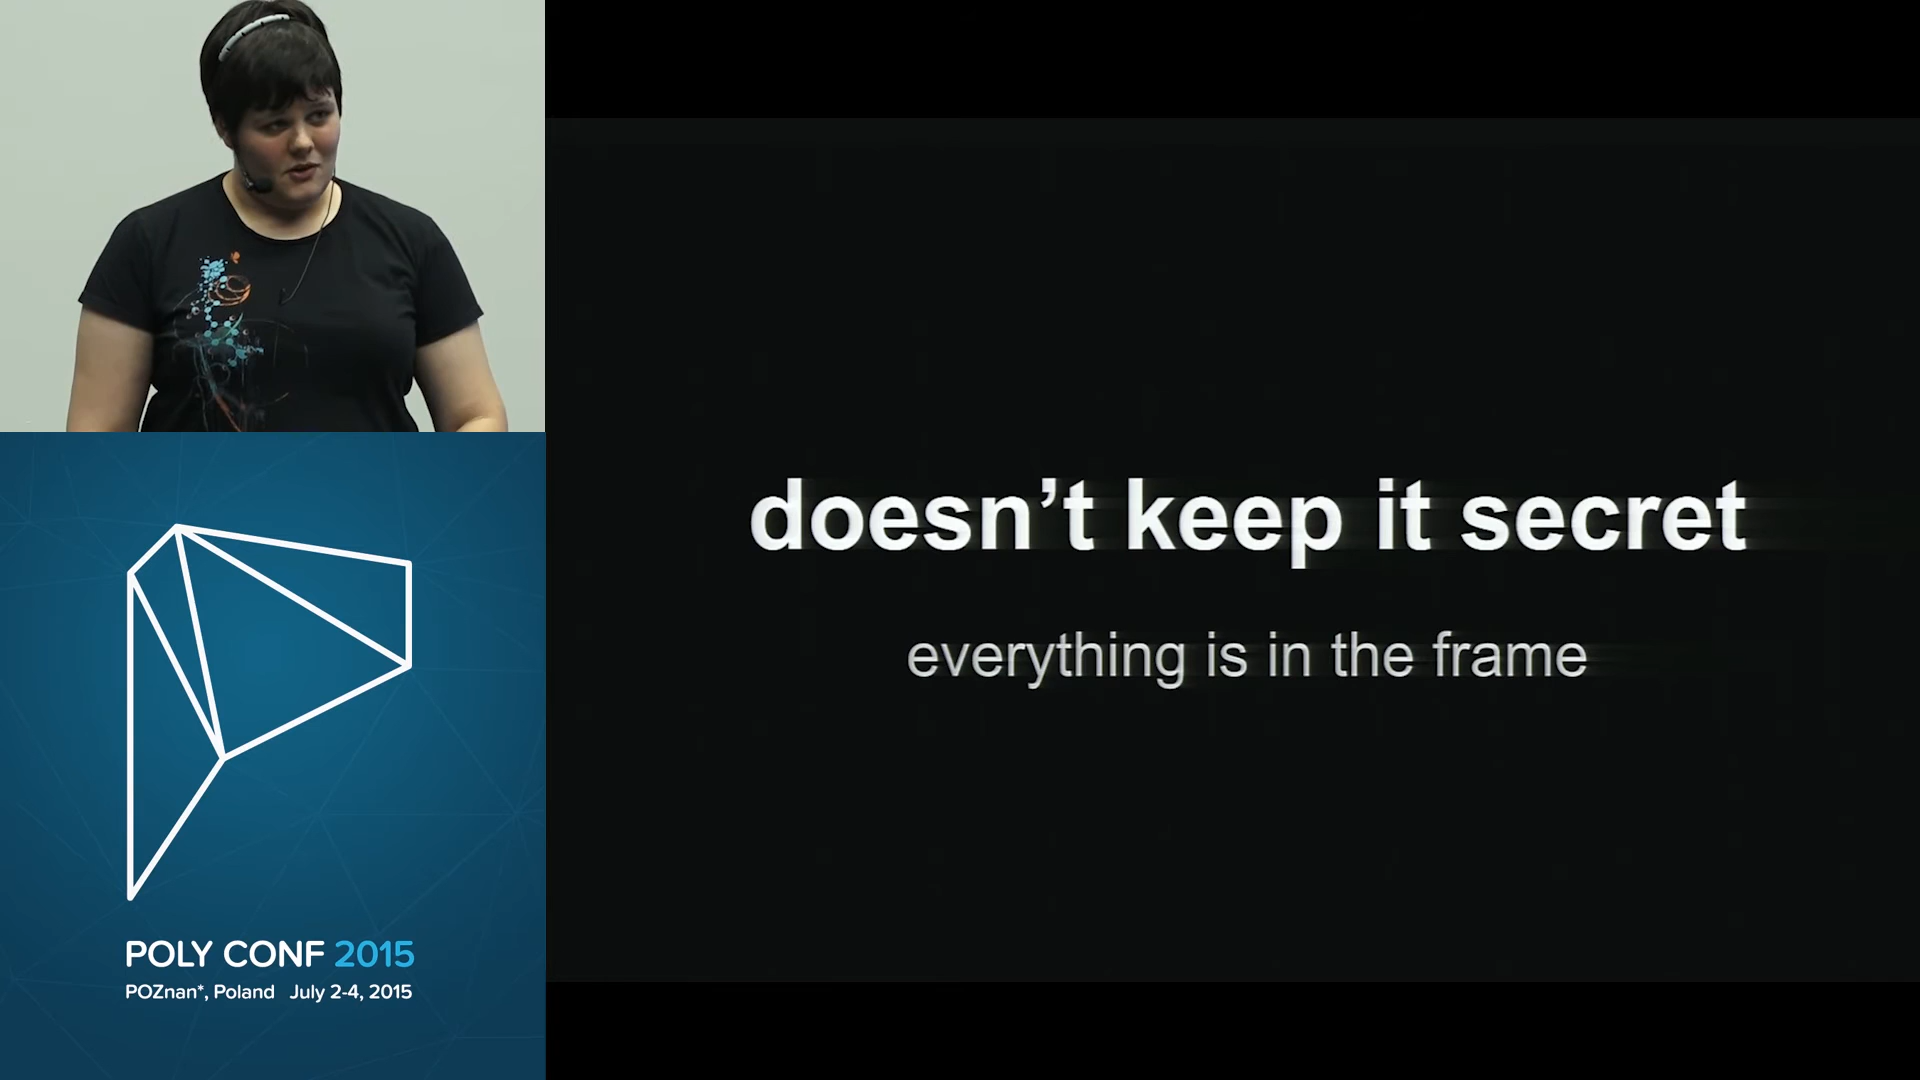 doesn’t keep it secret
everything is in the frame
POLY CONF 2015
POZnan*, Poland July 2-4, 2015